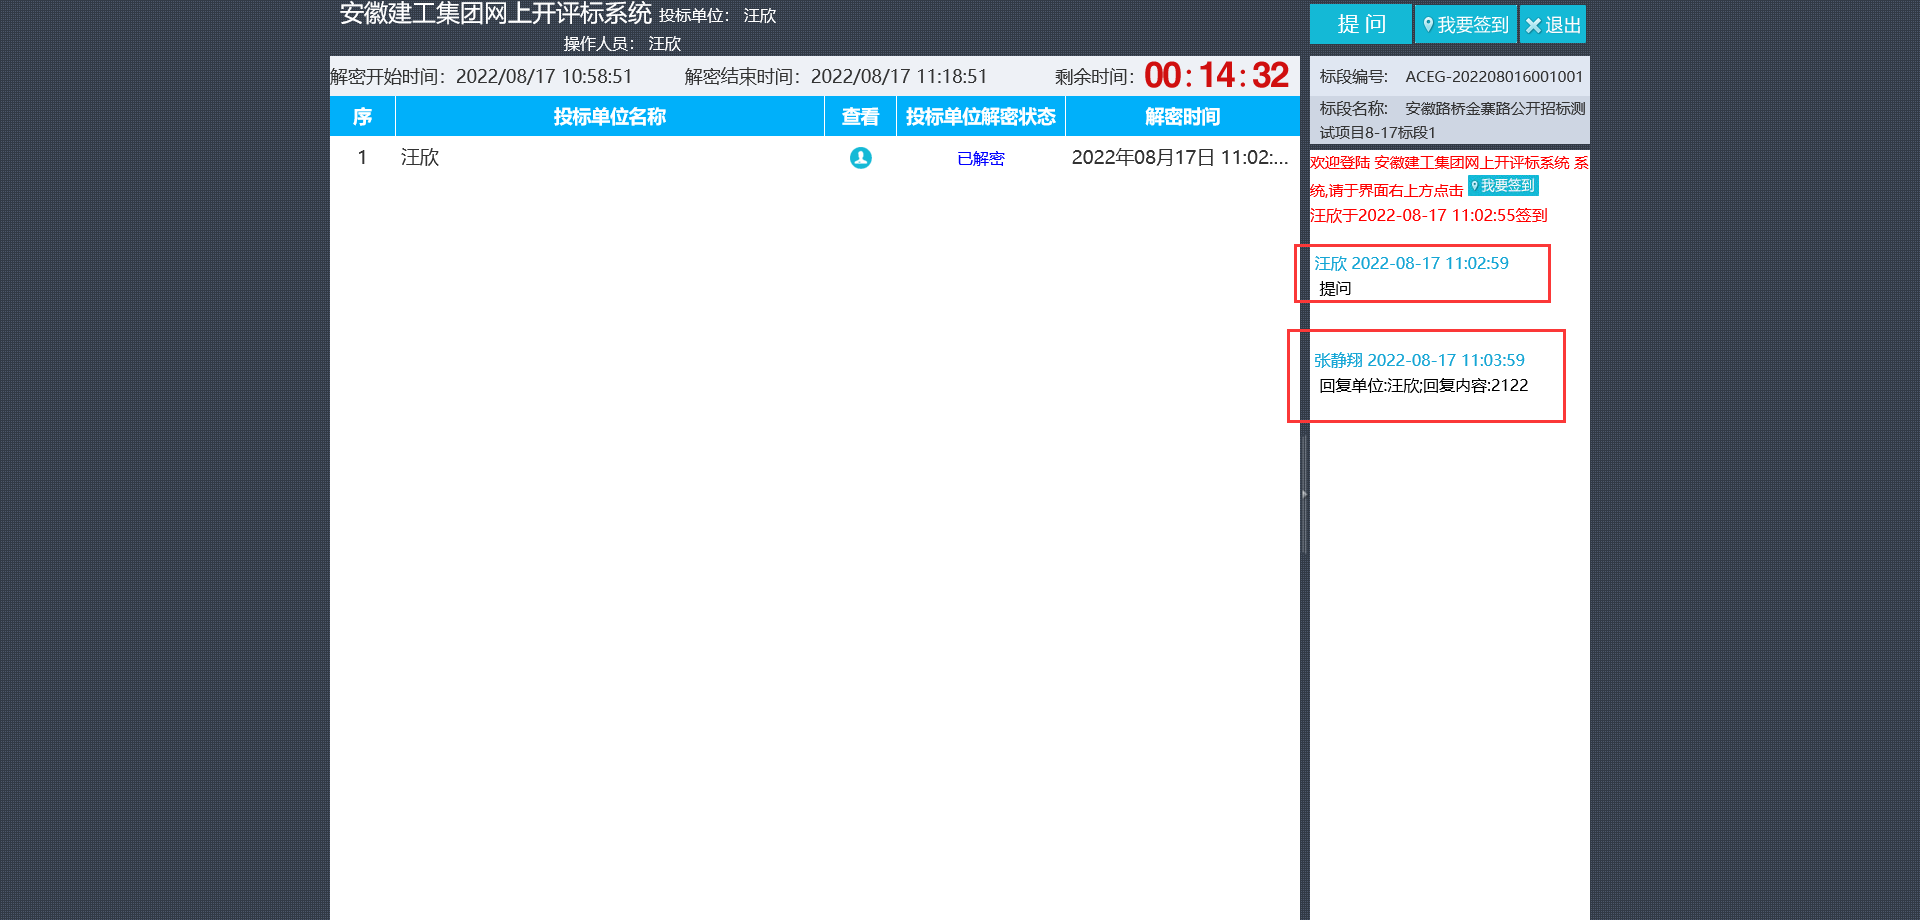 安徽建工集团网上开评标系统 投标单位： 汪欣
操作人员： 汪欣
提 问 我要签到 退出
解密开始时间：2022/08/17 10:58:51 解密结束时间：2022/08/17 11:18:51 剩余时间：00:14:32
序 投标单位名称 查看 投标单位解密状态 解密时间
1 汪欣 已解密 2022年08月17日 11:02:...
标段编号: ACEG-202208016001001
标段名称: 安徽路桥金寨路公开招标测
试项目8-17标段1
欢迎登陆 安徽建工集团网上开评标系统 系
统,请于界面右上方点击 我要签到
汪欣于2022-08-17 11:02:55签到
汪欣 2022-08-17 11:02:59
提问
张静翔 2022-08-17 11:03:59
回复单位:汪欣;回复内容:2122